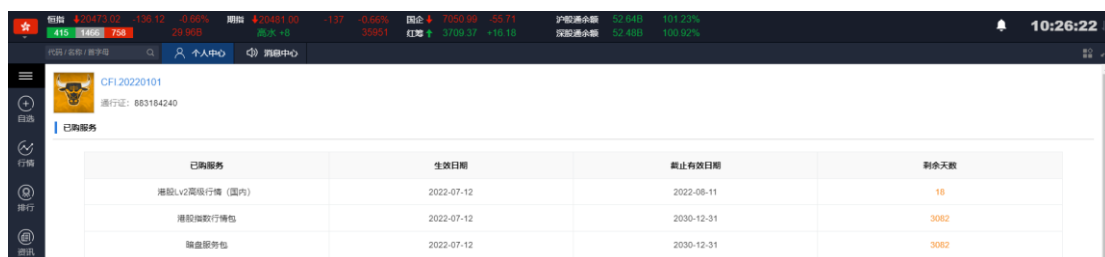 恒指 20473.02 -136.12 -0.66% 期指 20481.00 -137 -0.66% 国企 7050.99 -55.71 沪股通余额 52.64B 101.23%
415 1466 758 29.96B 高水 +8 35951 红筹 3709.37 +16.18 深股通余额 52.48B 100.92%
10:26:22
代码/名称/首字母 个人中心 消息中心
CFI.20220101
通行证: 883184240
自选
已购服务
已购服务 生效日期 截止有效日期 剩余天数
行情
港股Lv2高级行情（国内） 2022-07-12 2022-08-11 18
排行
港股指数行情包 2022-07-12 2030-12-31 3082
暗盘服务包 2022-07-12 2030-12-31 3082
资讯